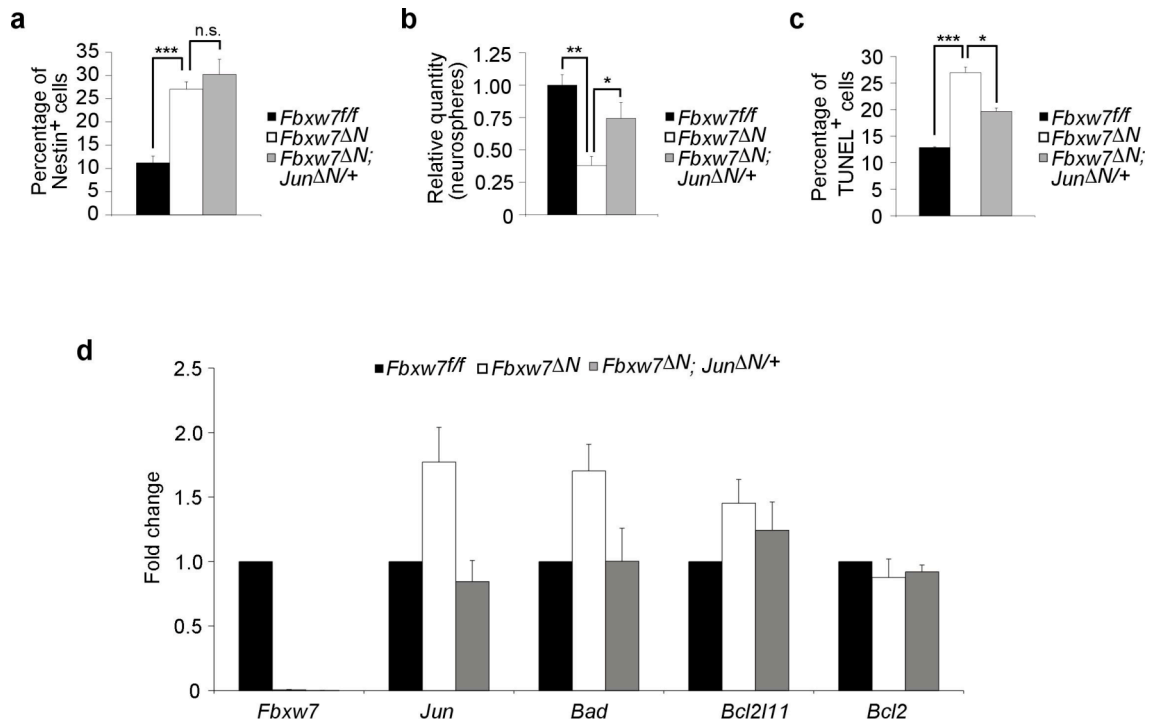 a
Percentage of
Nestin+ cells
35
30
25
20
15
10
5
0
***
n.s.
Fbxw7f/f
Fbxw7ΔN
Fbxw7ΔN;
JunΔN/+
b
Relative quantity
(neurospheres)
1.25
1.00
0.75
0.50
0.25
0
**
*
Fbxw7f/f
Fbxw7ΔN
Fbxw7ΔN;
JunΔN/+
c
Percentage of
TUNEL+ cells
30
25
20
15
10
5
0
***
*
Fbxw7f/f
Fbxw7ΔN
Fbxw7ΔN;
JunΔN/+
d
Fbxw7f/f Fbxw7ΔN Fbxw7ΔN; JunΔN/+
Fold change
2.5
2.0
1.5
1.0
0.5
0
Fbxw7 Jun Bad Bcl2l11 Bcl2